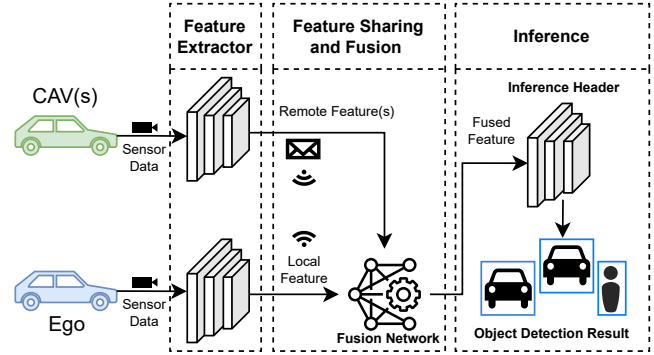 Feature
Extractor
Feature Sharing
and Fusion
Inference
CAV(s)
Sensor
Data
Remote Feature(s)
Inference Header
Fused
Feature
Local
Feature
Ego
Sensor
Data
Fusion Network
Object Detection Result